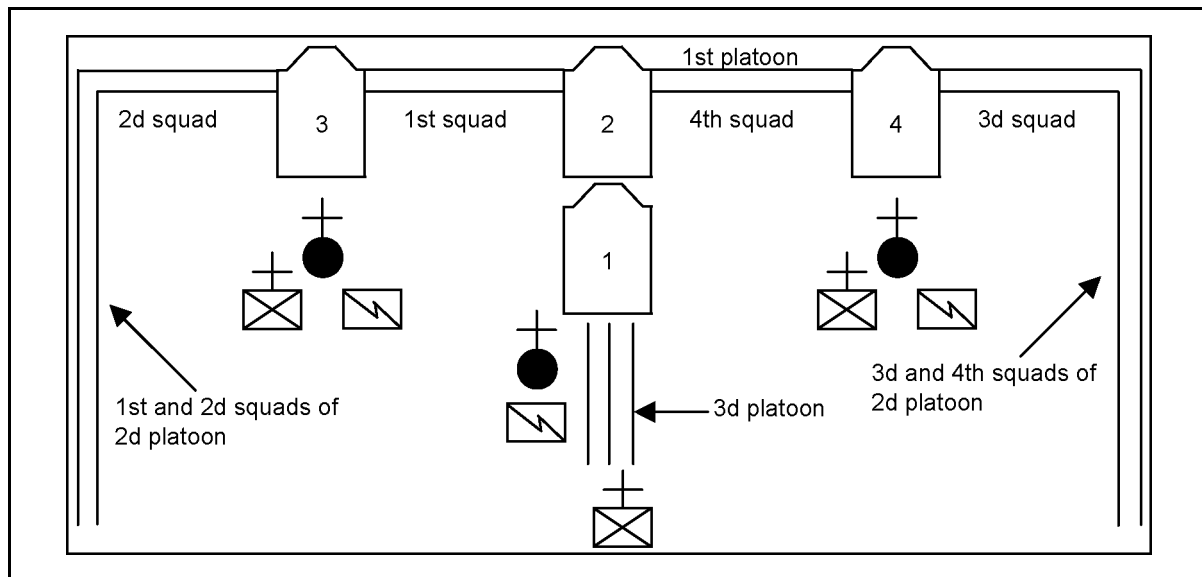 1st platoon
2d squad
3
1st squad
2
4th squad
4
3d squad
1
1st and 2d squads of
2d platoon
3d platoon
3d and 4th squads of
2d platoon